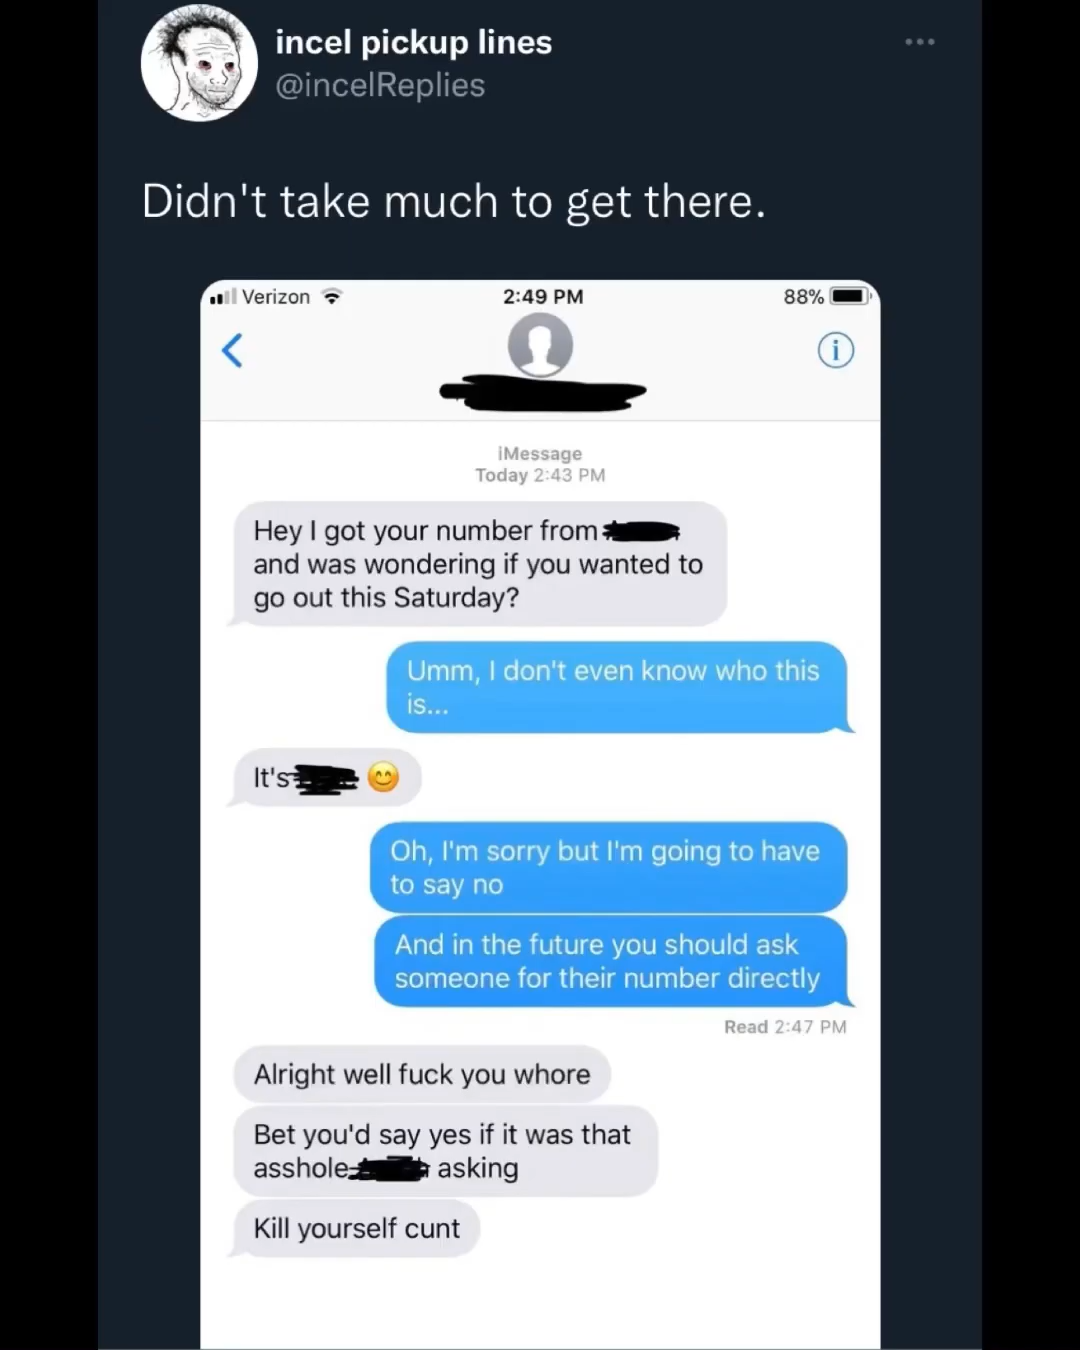 incel pickup lines
@incelReplies
Didn't take much to get there.
Verizon 2:49 PM 88%
iMessage
Today 2:43 PM
Hey I got your number from
and was wondering if you wanted to
go out this Saturday?
Umm, I don't even know who this
is...
It's 😊
Oh, I'm sorry but I'm going to have
to say no
And in the future you should ask
someone for their number directly
Read 2:47 PM
Alright well fuck you whore
Bet you'd say yes if it was that
asshole asking
Kill yourself cunt